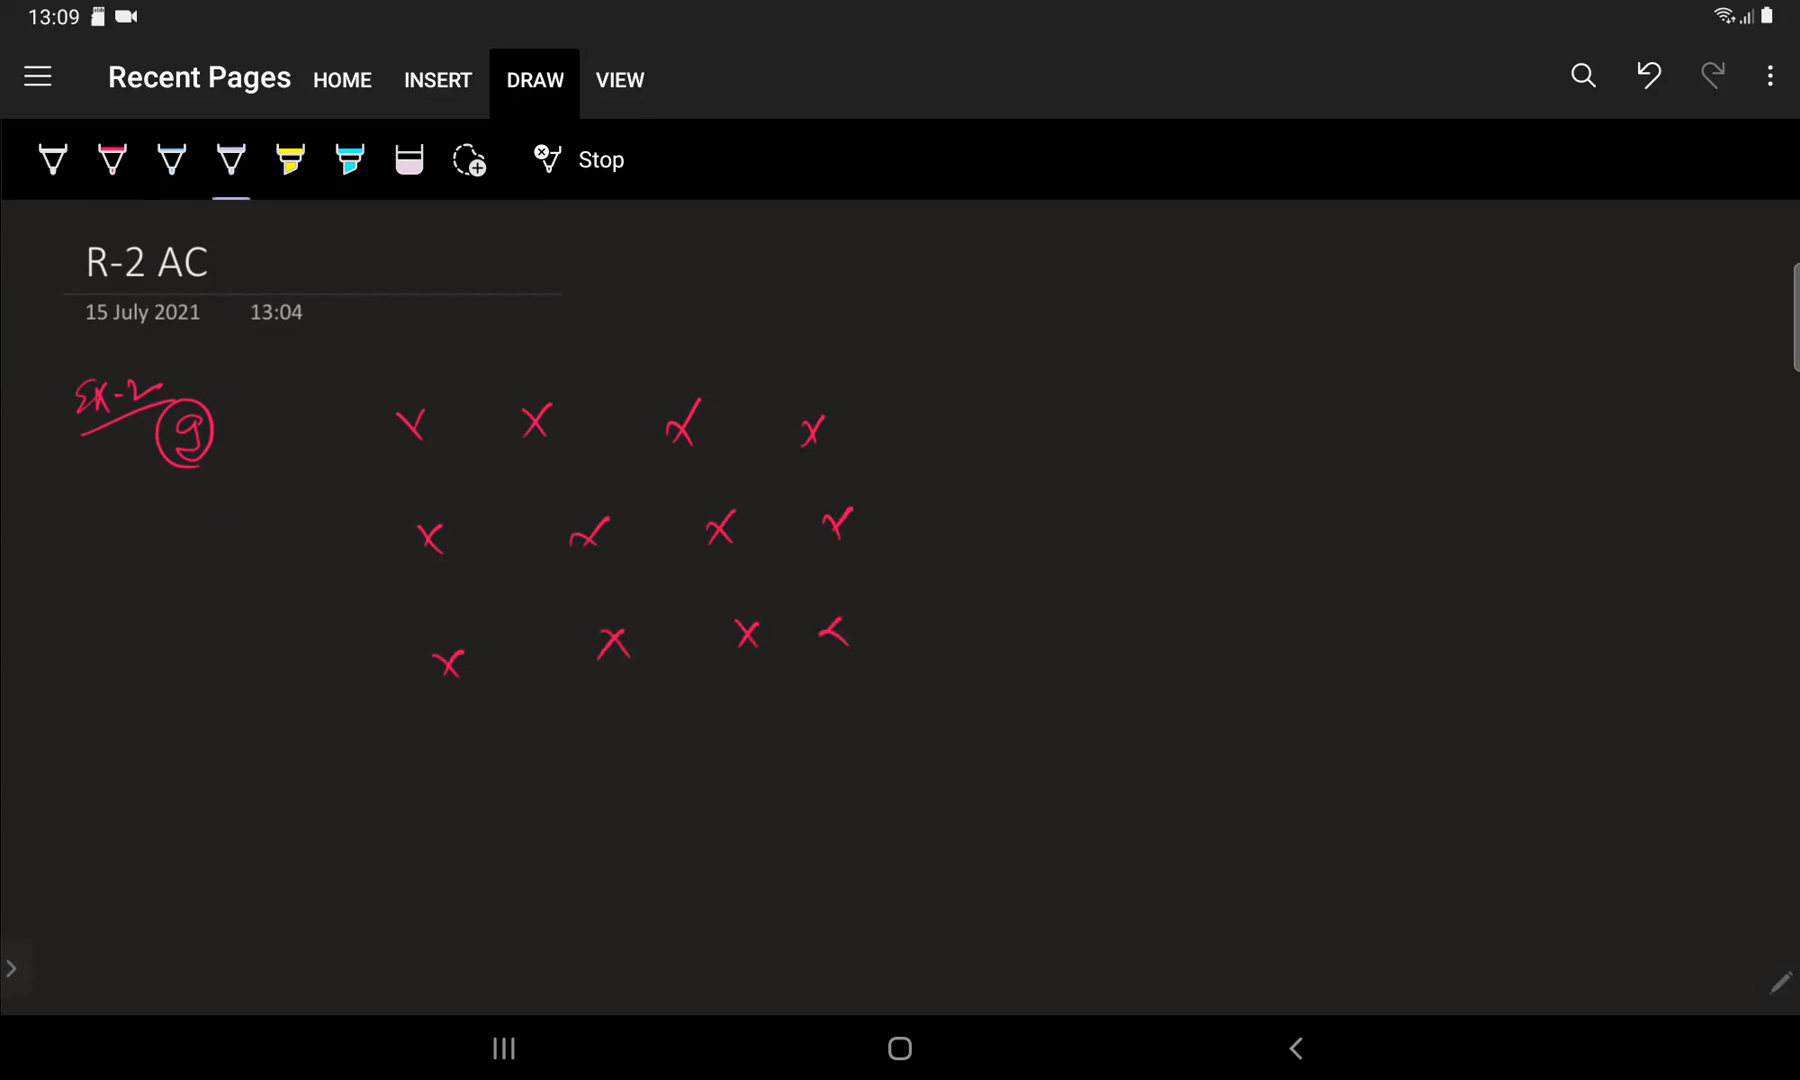 13:09
Recent Pages HOME INSERT DRAW VIEW
Stop
R-2 AC
15 July 2021 13:04
EX-2
9
x x x x
x x x x
x x x x